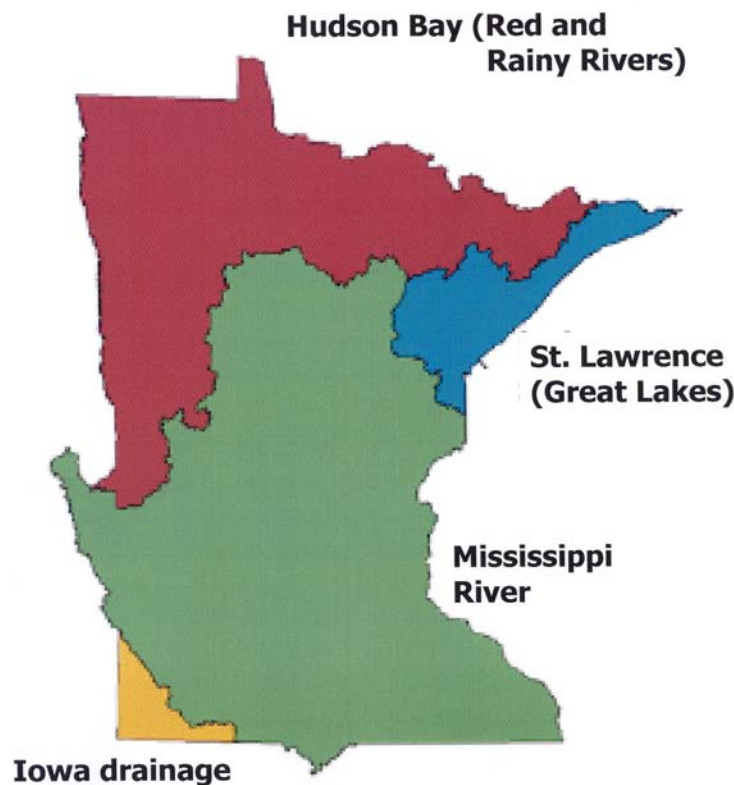 Hudson Bay (Red and
Rainy Rivers)
St. Lawrence
(Great Lakes)
Mississippi
River
Iowa drainage